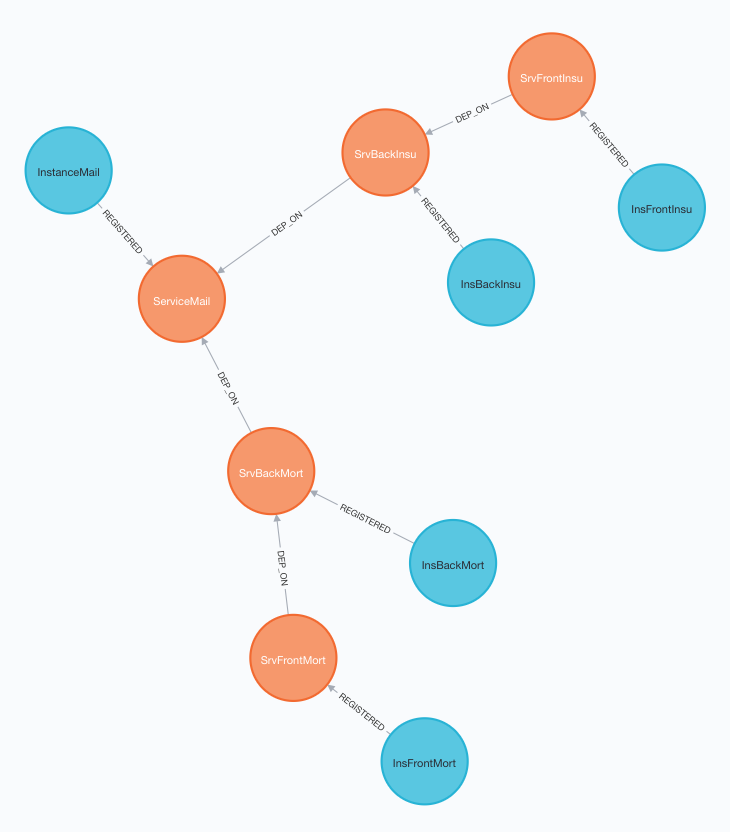 SrvFrontInsu
DEP_ON
SrvBackInsu
REGISTERED
InstanceMail
InsFrontInsu
REGISTERED
DEP_ON
REGISTERED
InsBackInsu
ServiceMail
DEP_ON
SrvBackMort
REGISTERED
InsBackMort
DEP_ON
SrvFrontMort
REGISTERED
InsFrontMort